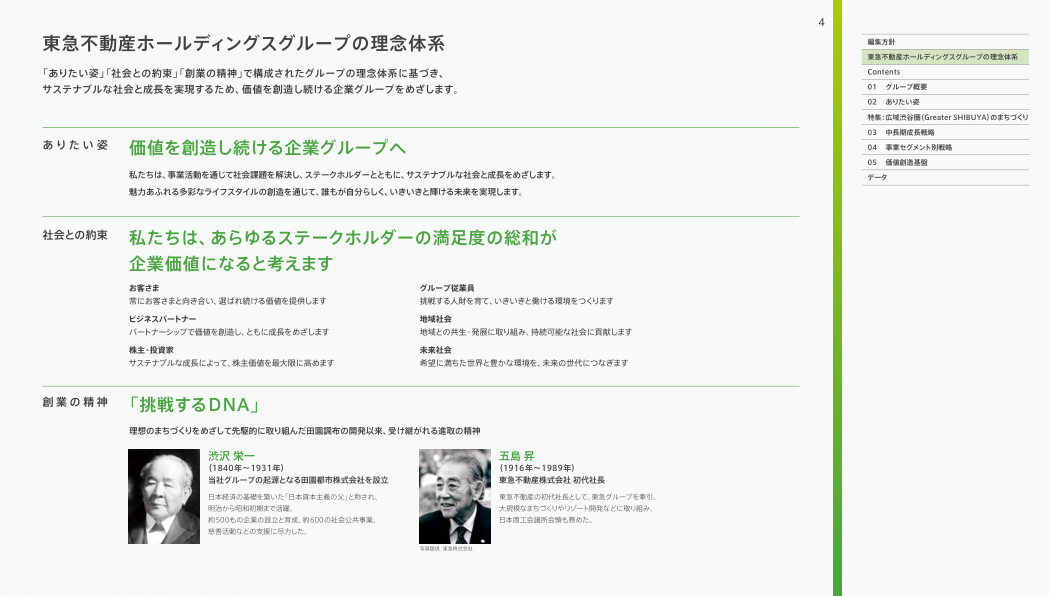 4
東急不動産ホールディングスグループの理念体系
「ありたい姿」「社会との約束」「創業の精神」で構成されたグループの理念体系に基づき、
サステナブルな社会と成長を実現するため、価値を創造し続ける企業グループをめざします。
ありたい姿
価値を創造し続ける企業グループへ
私たちは、事業活動を通じて社会課題を解決し、ステークホルダーとともに、サステナブルな社会と成長をめざします。
魅力あふれる多彩なライフスタイルの創造を通じて、誰もが自分らしく、いきいきと輝ける未来を実現します。
社会との約束
私たちは、あらゆるステークホルダーの満足度の総和が
企業価値になると考えます
お客さま
常にお客さまと向き合い、選ばれ続ける価値を提供します
ビジネスパートナー
パートナーシップで価値を創造し、ともに成長をめざします
株主・投資家
サステナブルな成長によって、株主価値を最大限に高めます
グループ従業員
挑戦する人財を育て、いきいきと働ける環境をつくります
地域社会
地域との共生・発展に取り組み、持続可能な社会に貢献します
未来社会
希望に満ちた世界と豊かな環境を、未来の世代につなぎます
創業の精神
「挑戦するDNA」
理想のまちづくりをめざして先駆的に取り組んだ田園調布の開発以来、受け継がれる進取の精神
渋沢 栄一
（1840年～1931年）
当社グループの起源となる田園都市株式会社を設立
日本経済の基礎を築いた「日本資本主義の父」と称され、
明治から昭和初期まで活躍。
約500もの企業の設立と育成、約600の社会公共事業、
慈善活動などの支援に尽力した。
五島 昇
（1916年～1989年）
東急不動産株式会社 初代社長
東急不動産の初代社長として、東急グループを牽引。
大規模なまちづくりやリゾート開発などに取り組み、
日本商工会議所会頭も務めた。
写真提供：東急株式会社
編集方針
東急不動産ホールディングスグループの理念体系
Contents
01 グループ概要
02 ありたい姿
特集：広域渋谷圏（Greater SHIBUYA）のまちづくり
03 中長期成長戦略
04 事業セグメント別戦略
05 価値創造基盤
データ